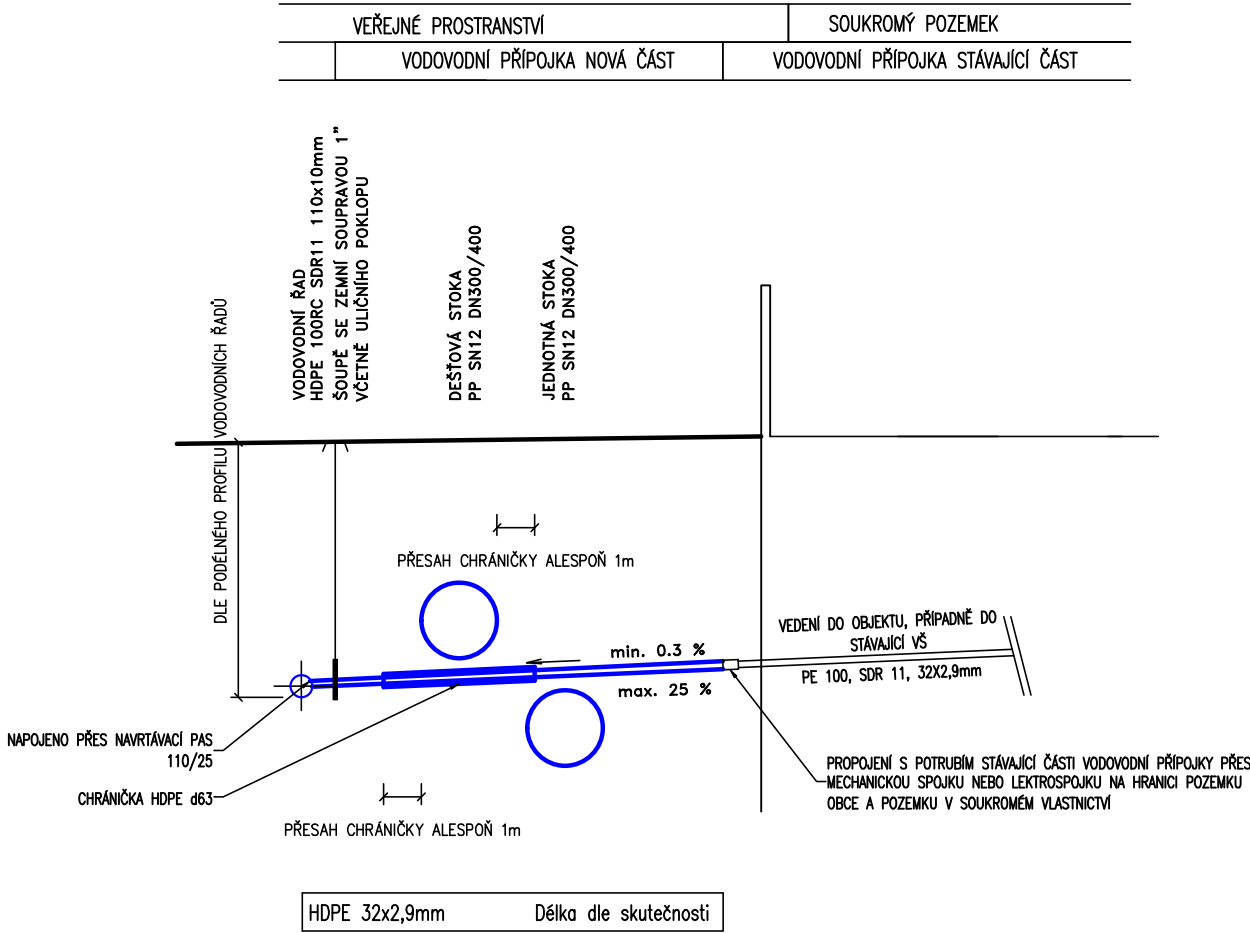 VEŘEJNÉ PROSTRANSTVÍ
SOUKROMÝ POZEMEK
VODOVODNÍ PŘÍPOJKA NOVÁ ČÁST
VODOVODNÍ PŘÍPOJKA STÁVAJÍCÍ ČÁST
VODOVODNÍ ŘAD
HDPE 100RC SDR11 110x10mm
ŠOUPĚ SE ZEMNÍ SOUPRAVOU 1"
VČETNĚ ULIČNÍHO POKLOPU
DEŠŤOVÁ STOKA
PP SN12 DN300/400
JEDNOTNÁ STOKA
PP SN12 DN300/400
DLE PODÉLNÉHO PROFILU VODOVODNÍCH ŘADŮ
PŘESAH CHRÁNIČKY ALESPOŇ 1m
min. 0.3 %
max. 25 %
VEDENÍ DO OBJEKTU, PŘÍPADNĚ DO
STÁVAJÍCÍ VŠ
PE 100, SDR 11, 32X2,9mm
NAPOJENO PŘES NAVRTÁVACÍ PAS
110/25
CHRÁNIČKA HDPE d63
PROPOJENÍ S POTRUBÍM STÁVAJÍCÍ ČÁSTI VODOVODNÍ PŘÍPOJKY PŘES
MECHANICKOU SPOJKU NEBO LEKTROSPOJKU NA HRANICI POZEMKU
OBCE A POZEMKU V SOUKROMÉM VLASTNICTVÍ
PŘESAH CHRÁNIČKY ALESPOŇ 1m
HDPE 32x2,9mm
Délka dle skutečnosti